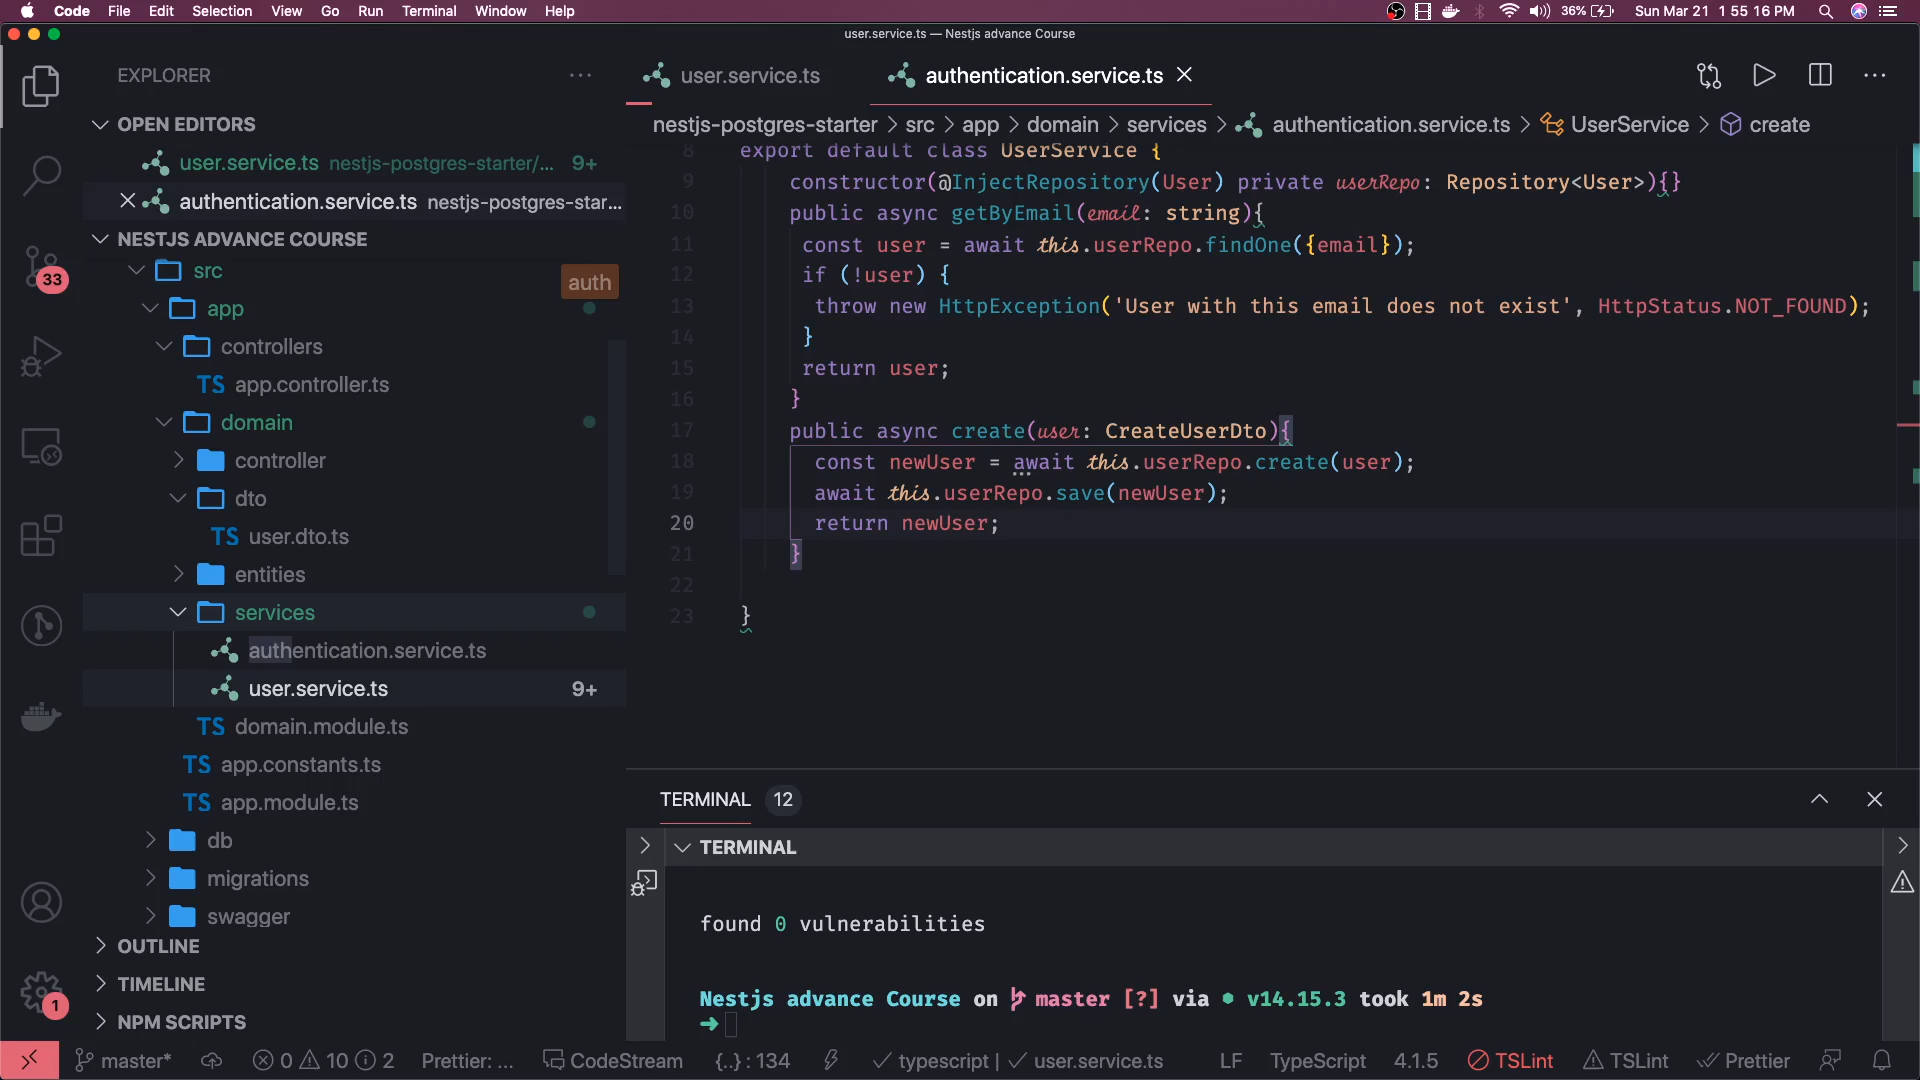 Code File Edit Selection View Go Run Terminal Window Help 36% Sun Mar 21 1 55 16 PM
user.service.ts — Nestjs advance Course
EXPLORER
user.service.ts authentication.service.ts
OPEN EDITORS
user.service.ts nestjs-postgres-starter/... 9+
authentication.service.ts nestjs-postgres-star...
NESTJS ADVANCE COURSE
src
auth
app
controllers
TS app.controller.ts
domain
controller
dto
TS user.dto.ts
entities
services
authentication.service.ts
user.service.ts 9+
TS domain.module.ts
TS app.constants.ts
TS app.module.ts
db
migrations
swagger
OUTLINE
TIMELINE
NPM SCRIPTS
33
1
nestjs-postgres-starter > src > app > domain > services > authentication.service.ts > UserService > create
8 export default class UserService {
9 constructor(@InjectRepository(User) private userRepo: Repository<User>){}
10 public async getByEmail(email: string){
11 const user = await this.userRepo.findOne({email});
12 if (!user) {
13 throw new HttpException('User with this email does not exist', HttpStatus.NOT_FOUND);
14 }
15 return user;
16 }
17 public async create(user: CreateUserDto){
18 const newUser = await this.userRepo.create(user);
19 await this.userRepo.save(newUser);
20 return newUser;
21 }
22
23 }
TERMINAL 12
TERMINAL
found 0 vulnerabilities
Nestjs advance Course on master [?] via v14.15.3 took 1m 2s
➜
master* 0 10 2 Prettier: ... CodeStream {..} : 134 typescript | user.service.ts LF TypeScript 4.1.5 TSLint TSLint Prettier